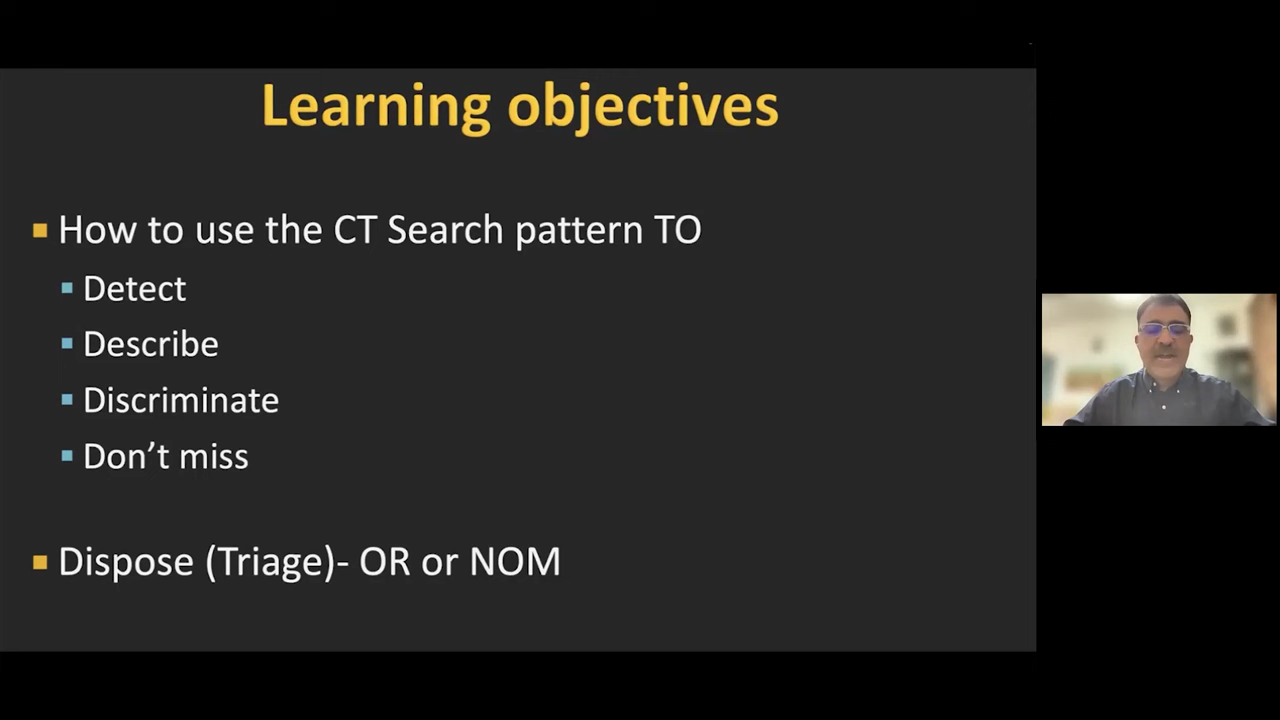 Learning objectives
How to use the CT Search pattern TO
Detect
Describe
Discriminate
Don’t miss
Dispose (Triage)- OR or NOM